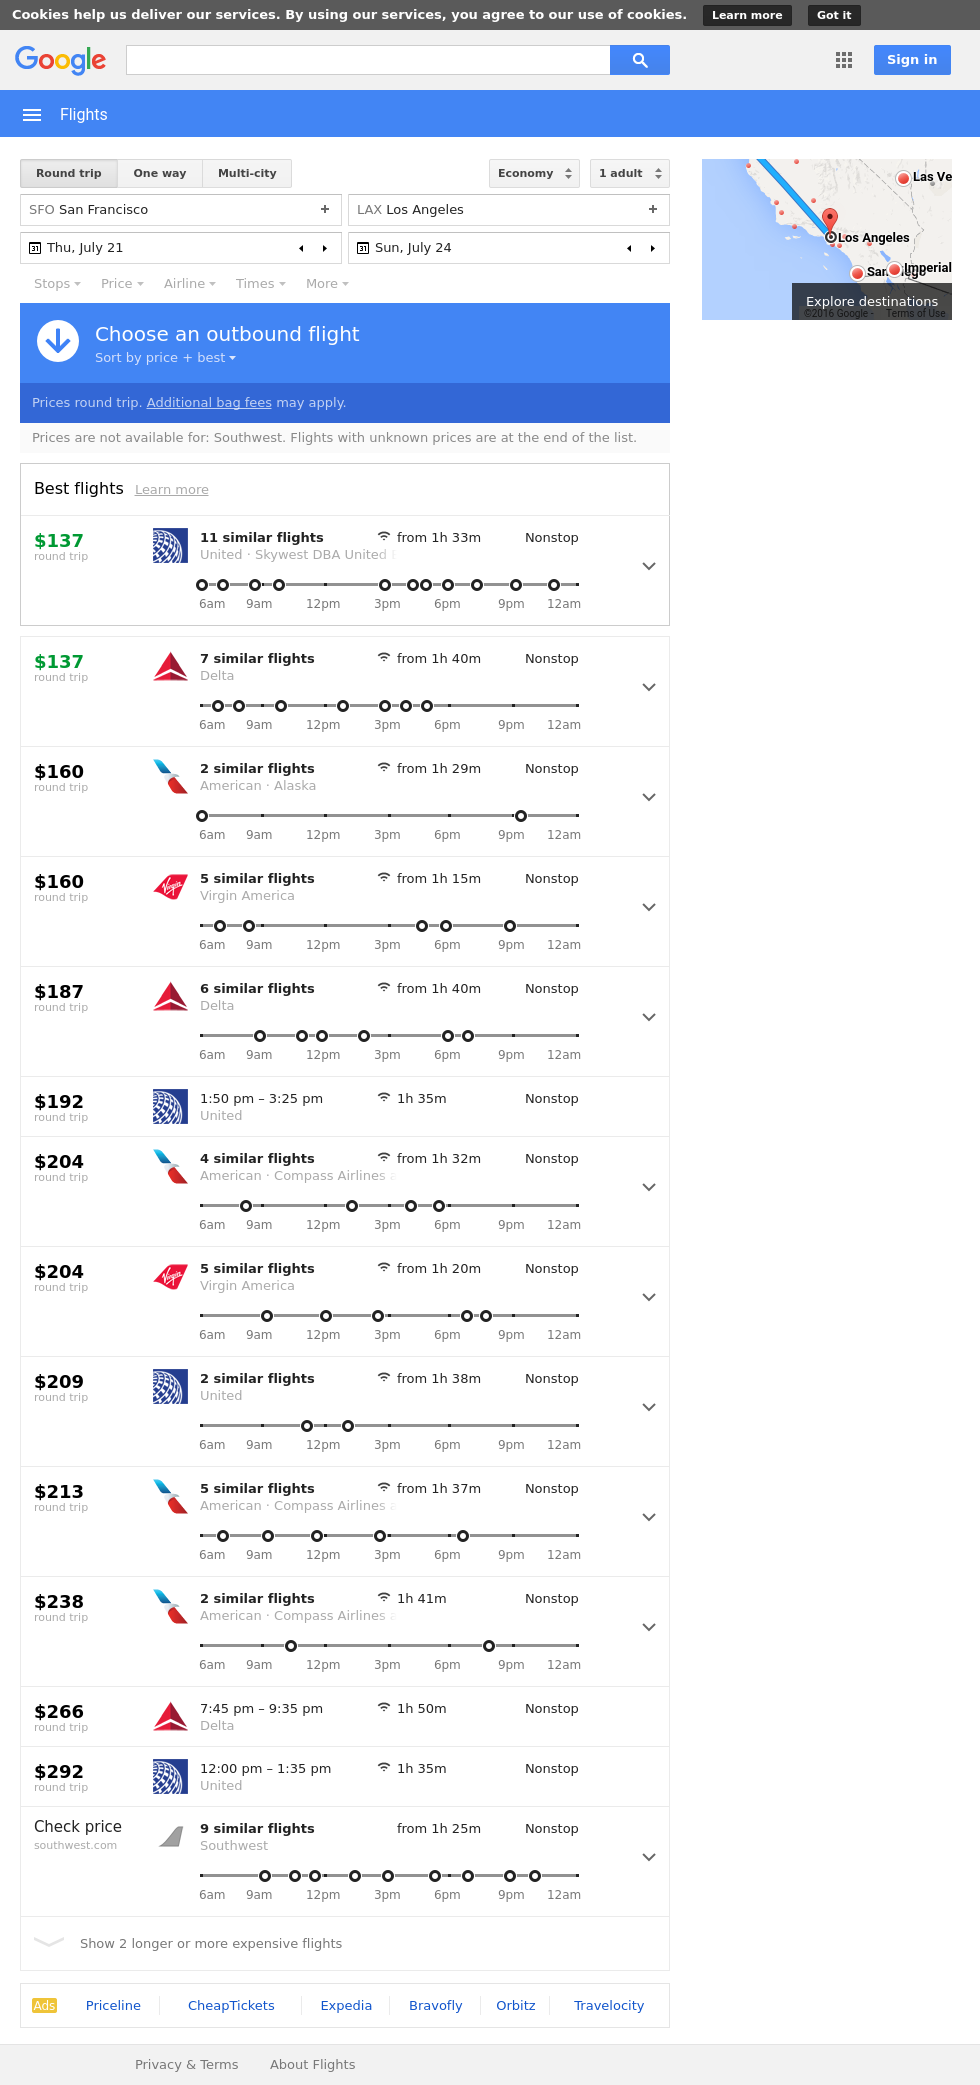 Cookies help us deliver our services. By using our services, you agree to our use of cookies. Learn more Got it
Google Sign in
Flights
Round trip One way Multi-city Economy 1 adult
SFO San Francisco + LAX Los Angeles +
31 Thu, July 21 31 Sun, July 24
Stops Price Airline Times More
Las Ve
Los Angeles
San Diego Imperial
Explore destinations
©2016 Google - Terms of Use
Choose an outbound flight
Sort by price + best
Prices round trip. Additional bag fees may apply.
Prices are not available for: Southwest. Flights with unknown prices are at the end of the list.
Best flights Learn more
$137 11 similar flights from 1h 33m Nonstop
round trip United · Skywest DBA United
6am 9am 12pm 3pm 6pm 9pm 12am
$137 7 similar flights from 1h 40m Nonstop
round trip Delta
6am 9am 12pm 3pm 6pm 9pm 12am
$160 2 similar flights from 1h 29m Nonstop
round trip American · Alaska
6am 9am 12pm 3pm 6pm 9pm 12am
$160 Virgin 5 similar flights from 1h 15m Nonstop
round trip Virgin America
6am 9am 12pm 3pm 6pm 9pm 12am
$187 6 similar flights from 1h 40m Nonstop
round trip Delta
6am 9am 12pm 3pm 6pm 9pm 12am
$192 1:50 pm – 3:25 pm 1h 35m Nonstop
round trip United
$204 4 similar flights from 1h 32m Nonstop
round trip American · Compass Airlines a
6am 9am 12pm 3pm 6pm 9pm 12am
$204 Virgin 5 similar flights from 1h 20m Nonstop
round trip Virgin America
6am 9am 12pm 3pm 6pm 9pm 12am
$209 2 similar flights from 1h 38m Nonstop
round trip United
6am 9am 12pm 3pm 6pm 9pm 12am
$213 5 similar flights from 1h 37m Nonstop
round trip American · Compass Airlines a
6am 9am 12pm 3pm 6pm 9pm 12am
$238 2 similar flights 1h 41m Nonstop
round trip American · Compass Airlines a
6am 9am 12pm 3pm 6pm 9pm 12am
$266 7:45 pm – 9:35 pm 1h 50m Nonstop
round trip Delta
$292 12:00 pm – 1:35 pm 1h 35m Nonstop
round trip United
Check price 9 similar flights from 1h 25m Nonstop
southwest.com Southwest
6am 9am 12pm 3pm 6pm 9pm 12am
Show 2 longer or more expensive flights
Ads Priceline CheapTickets Expedia Bravofly Orbitz Travelocity
Privacy & Terms About Flights